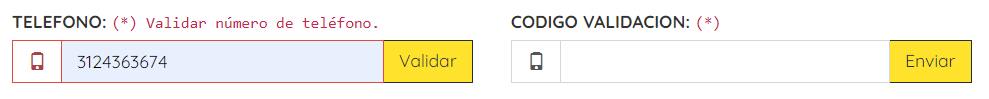 TELEFONO: (*) Validar número de teléfono.
3124363674 Validar
CODIGO VALIDACION: (*)
Enviar